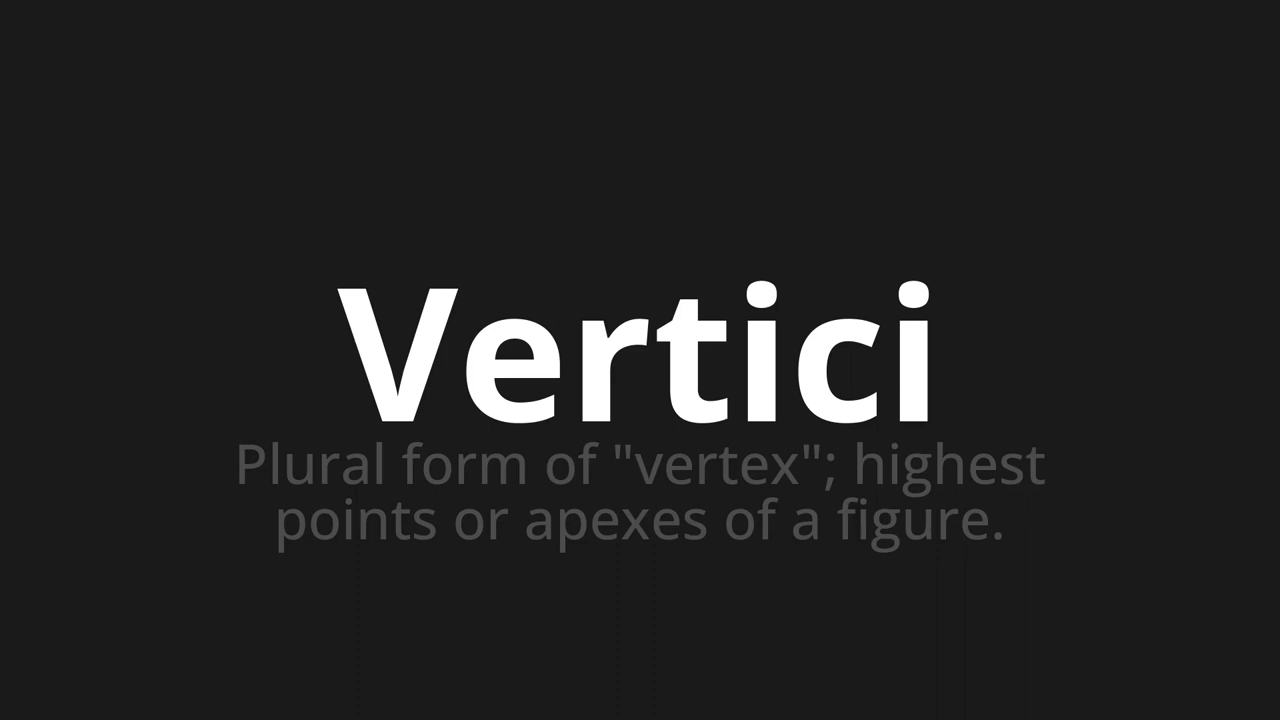 Vertici
Plural form of "vertex"; highest
points or apexes of a figure.